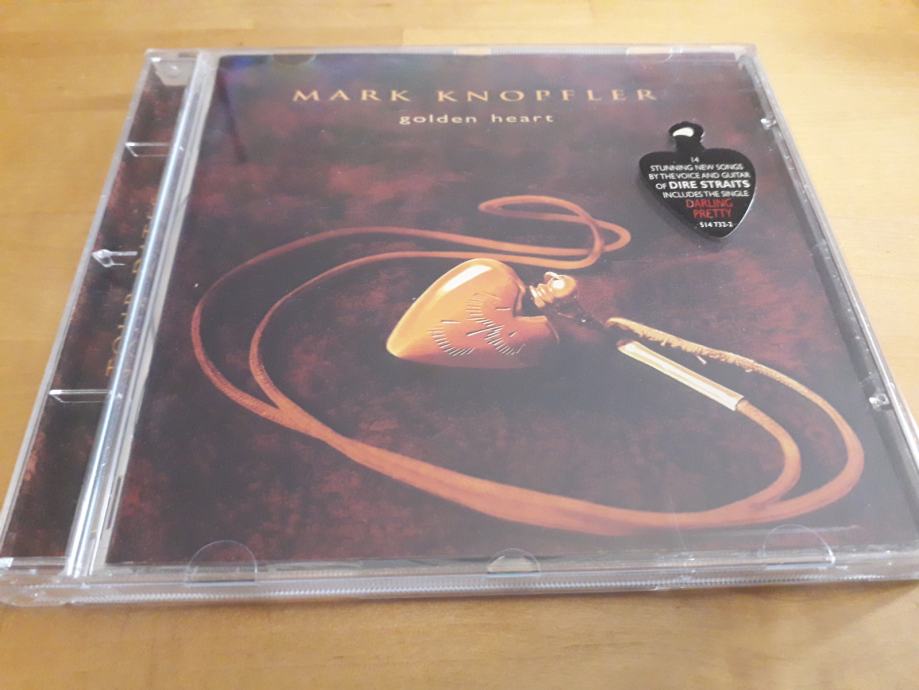 MARK KNOPFLER
golden heart
14
STUNNING NEW SONGS
BY THE VOICE AND GUITAR
OF DIRE STRAITS
INCLUDES THE SINGLE
DARLING
PRETTY
514 732-2